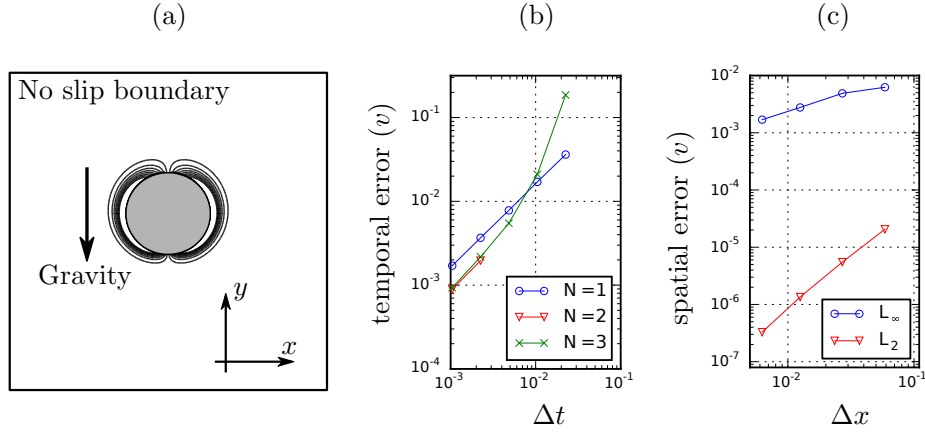 (a)
No slip boundary
Gravity
y
x
(b)
temporal error (v)
10⁻¹
10⁻²
10⁻³
10⁻⁴
N =1
N =2
N =3
10⁻³ 10⁻² 10⁻¹
Δt
(c)
spatial error (v)
10⁻²
10⁻³
10⁻⁴
10⁻⁵
10⁻⁶
10⁻⁷
L∞
L₂
10⁻² 10⁻¹
Δx